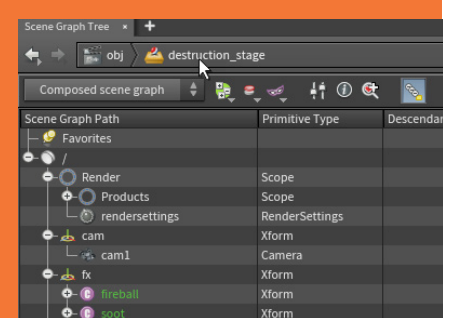 Scene Graph Tree × +
obj destruction_stage
Composed scene graph
Scene Graph Path Primitive Type Descendan
Favorites
/
Render Scope
Products Scope
rendersettings RenderSettings
cam Xform
cam1 Camera
fx Xform
fireball Xform
soot Xform